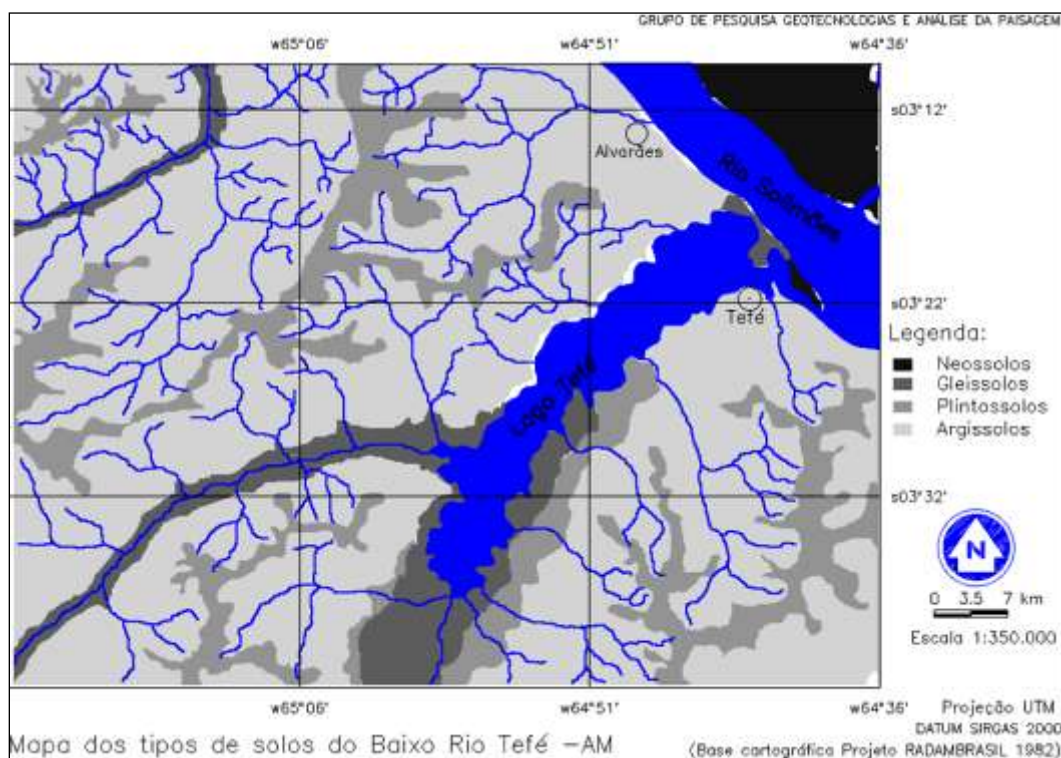 GRUPO DE PESQUISA GEOTECNOLOGIAS E ANÁLISE DA PAISAGEM
w65°06' w64°51' w64°36'
s03°12'
Alvarães
Rio Solimões
s03°22'
Tefé
Legenda:
Neossolos
Gleissolos
Plintossolos
Argissolos
Lago Tefé
s03°32'
N
0 3.5 7 km
Escala 1:350.000
w65°06' w64°51' w64°36'
Projeção UTM
DATUM SIRGAS 2000
Mapa dos tipos de solos do Baixo Rio Tefé -AM
(Base cartográfica Projeto RADAMBRASIL 1982)